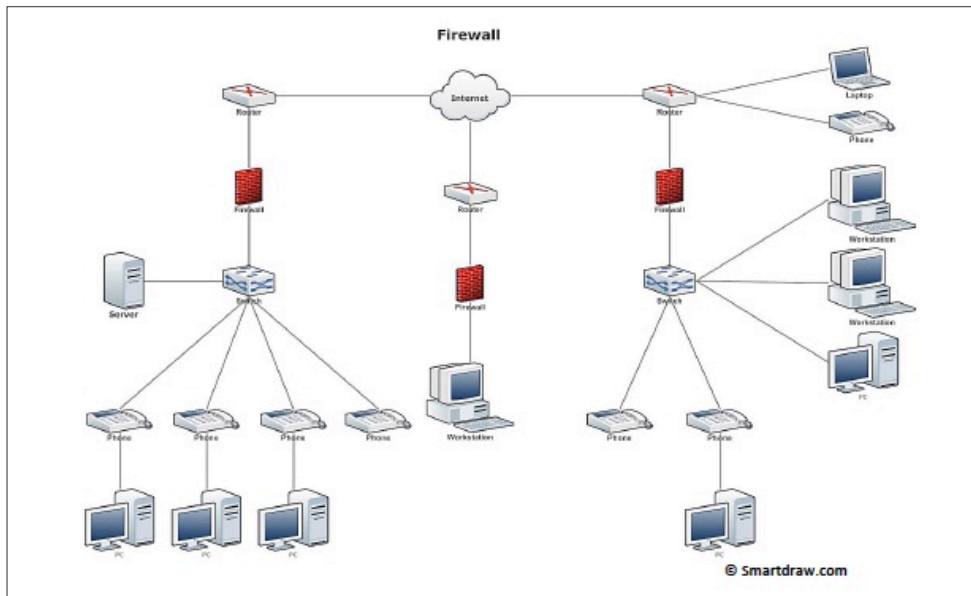 Firewall
Internet
Router
Router
Laptop
Phone
Firewall
Router
Firewall
Workstation
Server
Switch
Firewall
Switch
Workstation
PC
Phone
Phone
Phone
Phone
Workstation
Phone
Phone
PC
PC
PC
PC
© Smartdraw.com